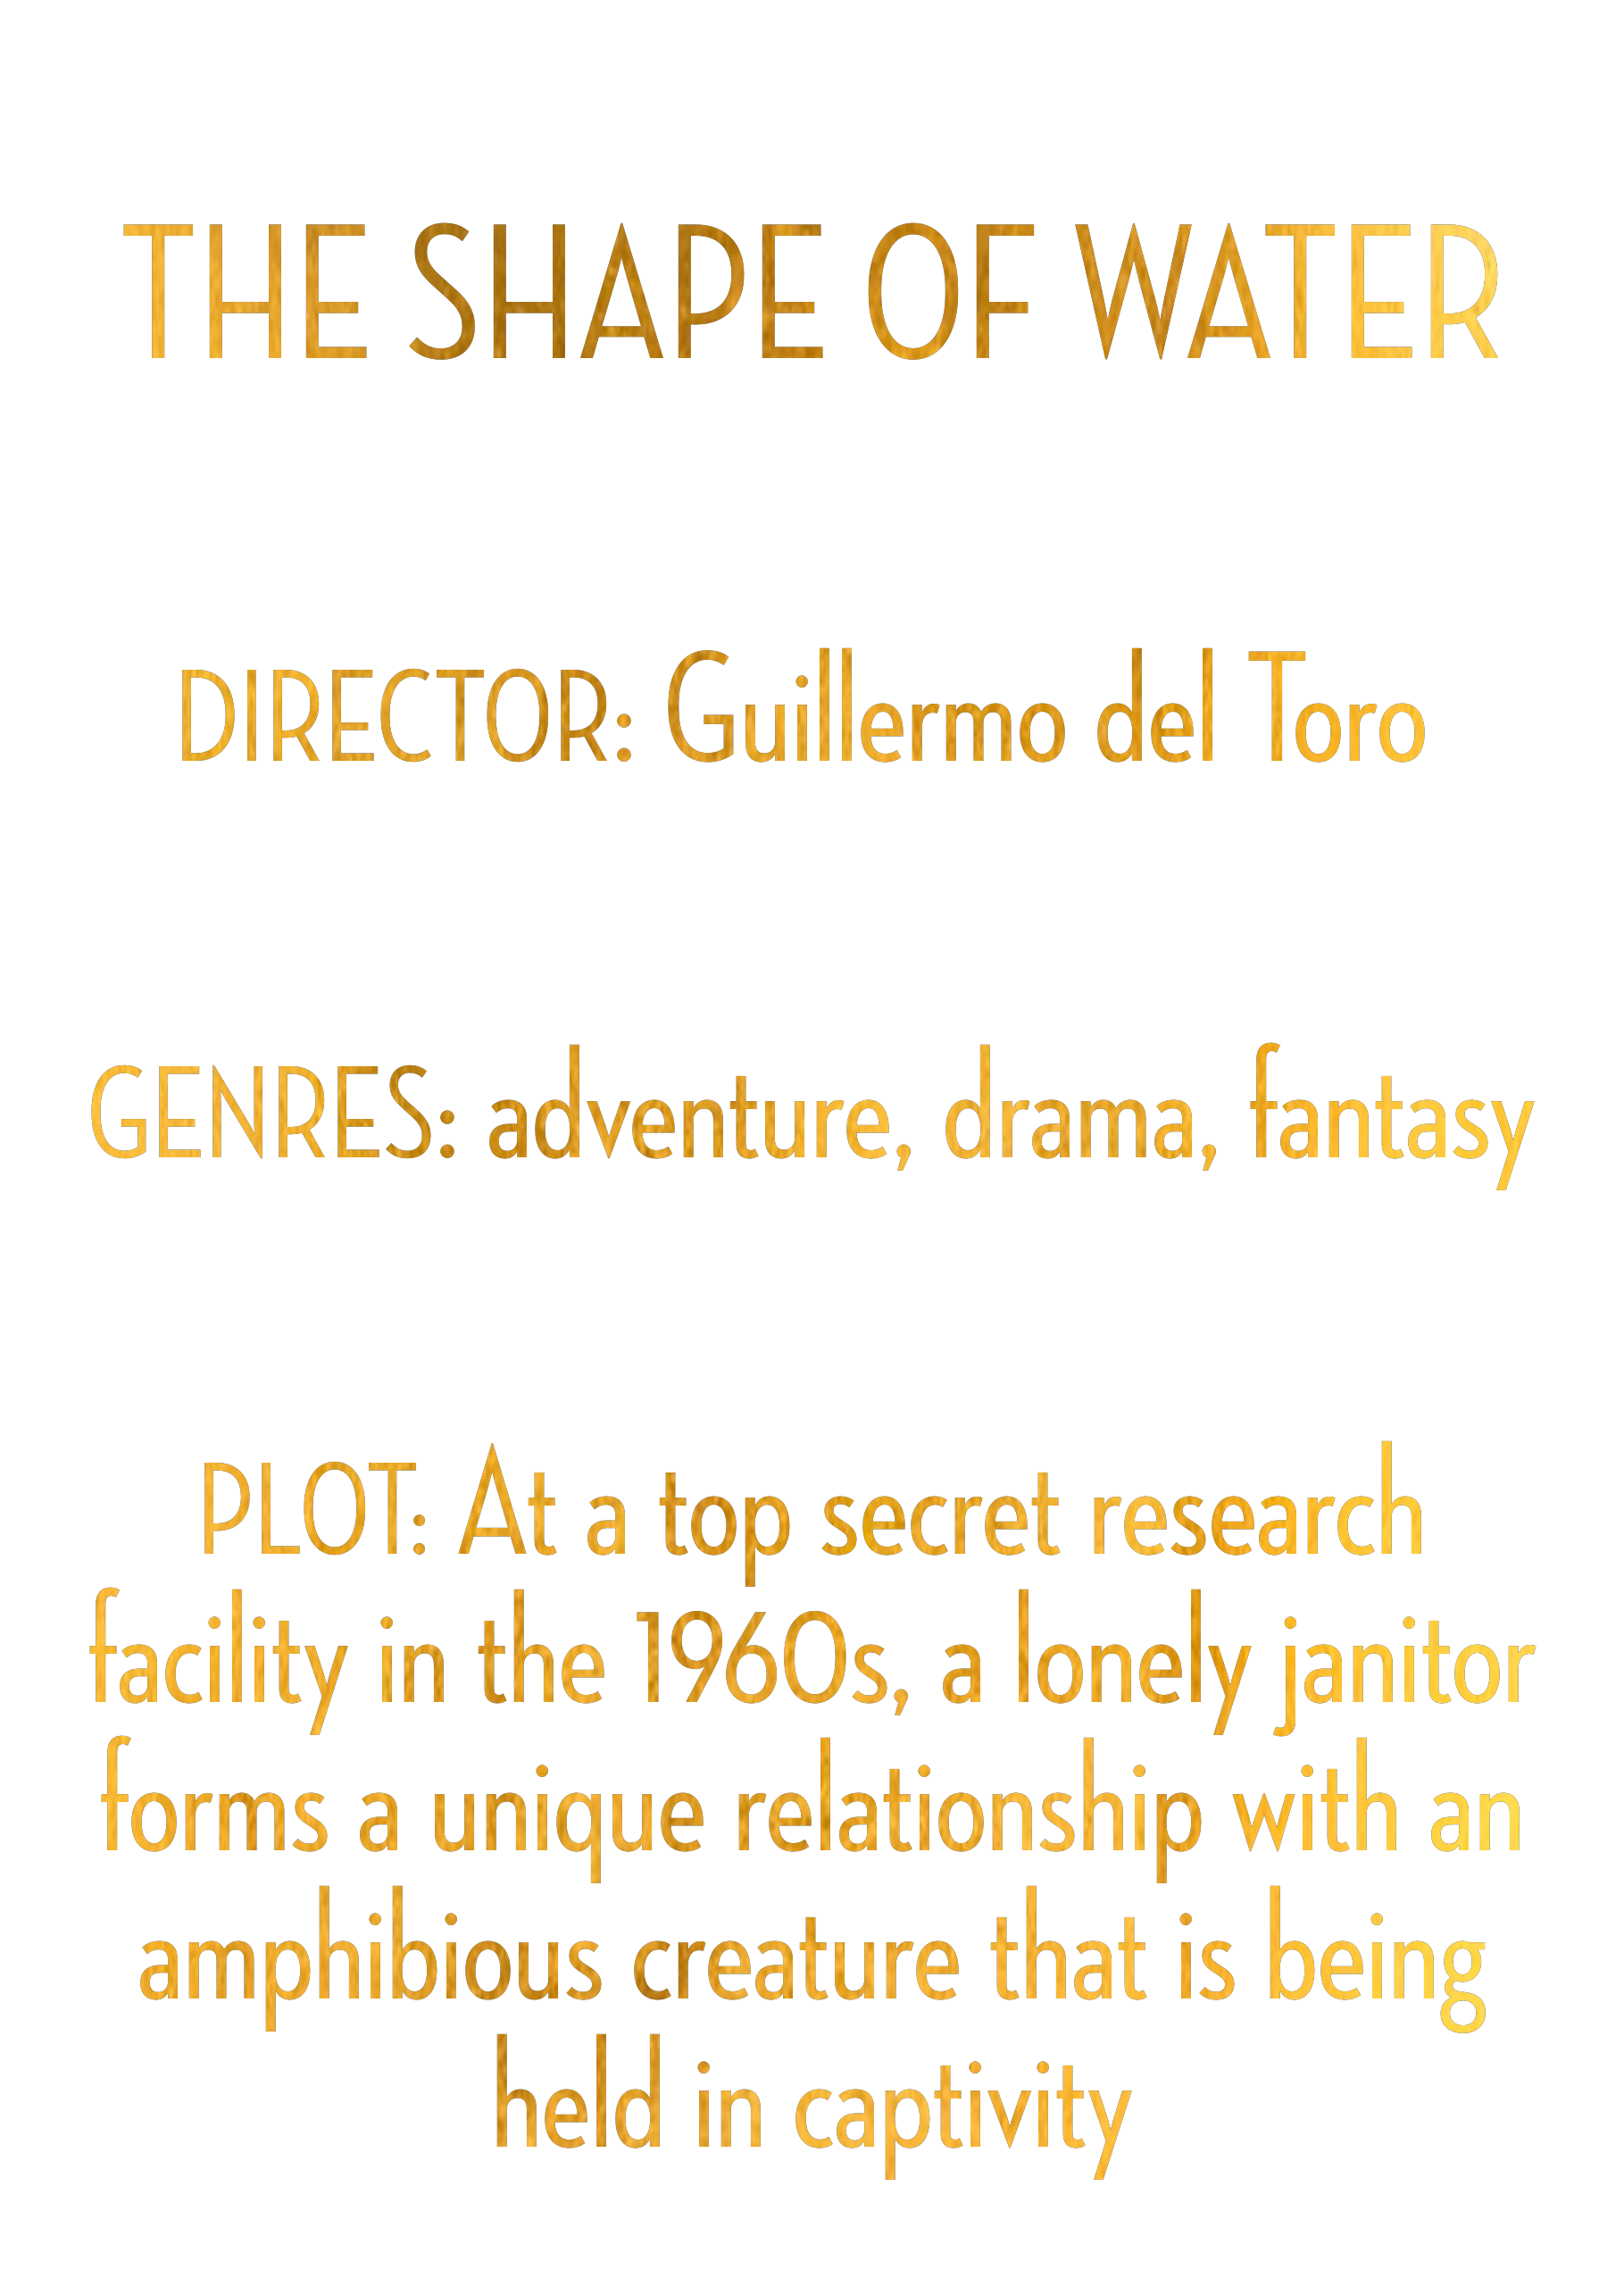 THE SHAPE OF WATER
DIRECTOR: Guillermo del Toro
GENRES: adventure, drama, fantasy
PLOT: At a top secret research
facility in the 1960s, a lonely janitor
forms a unique relationship with an
amphibious creature that is being
held in captivity